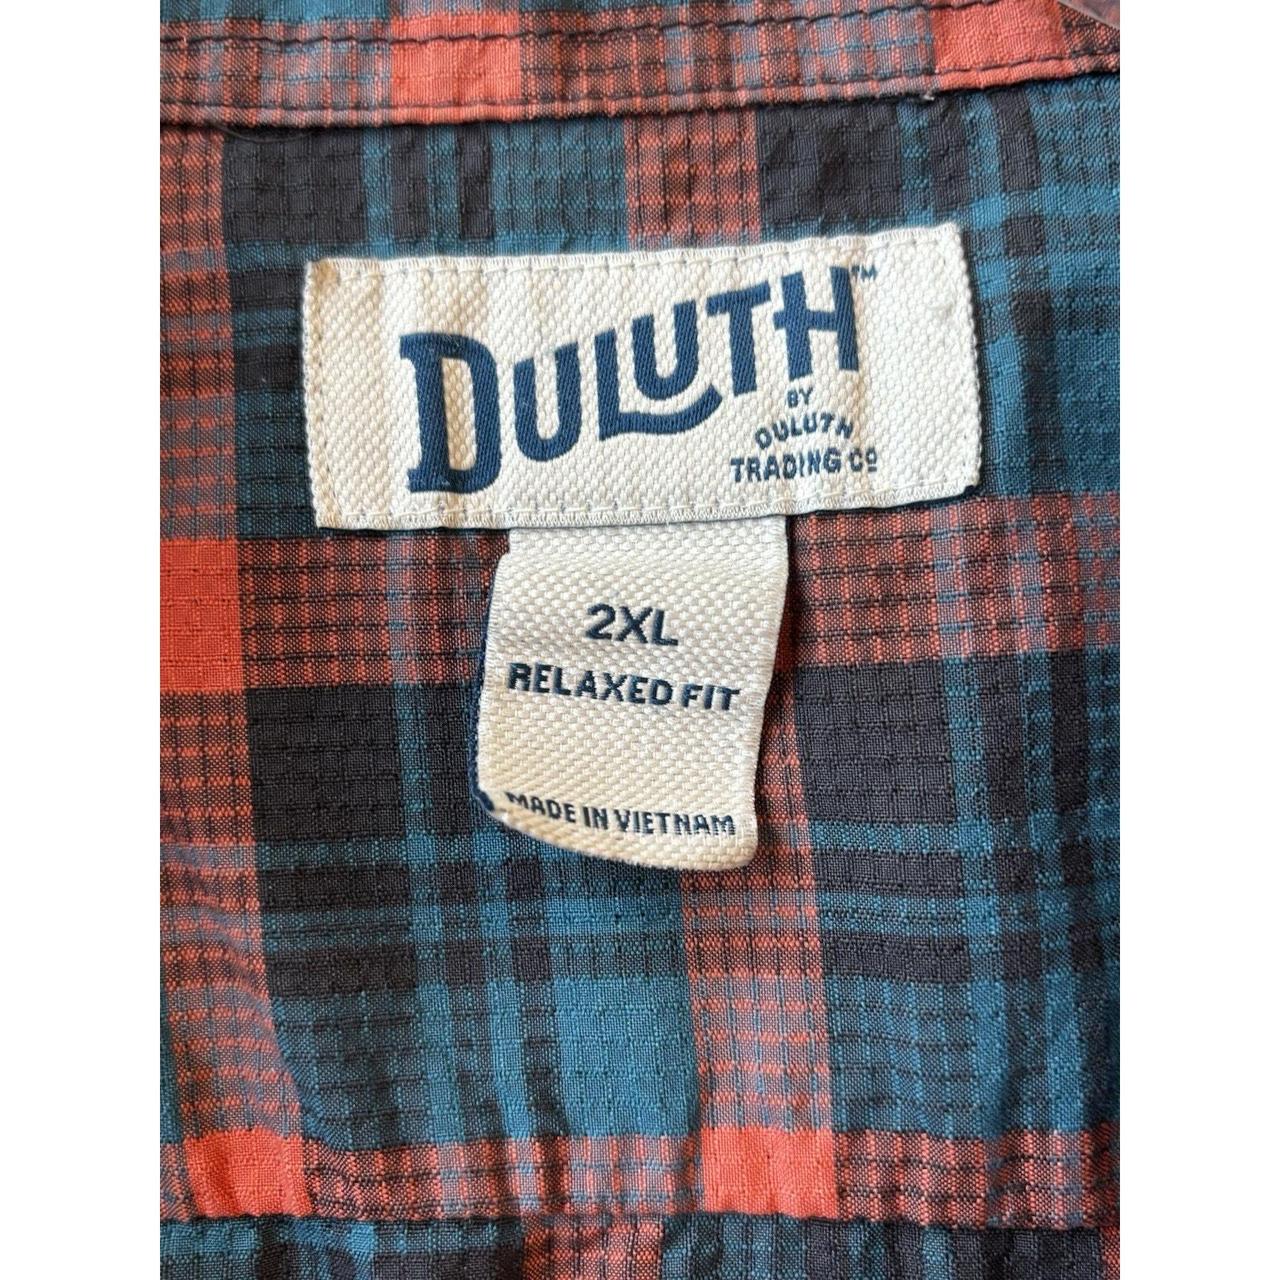 DULUTH™
BY
DULUTH
TRADING Cº
2XL
RELAXED FIT
MADE IN VIETNAM